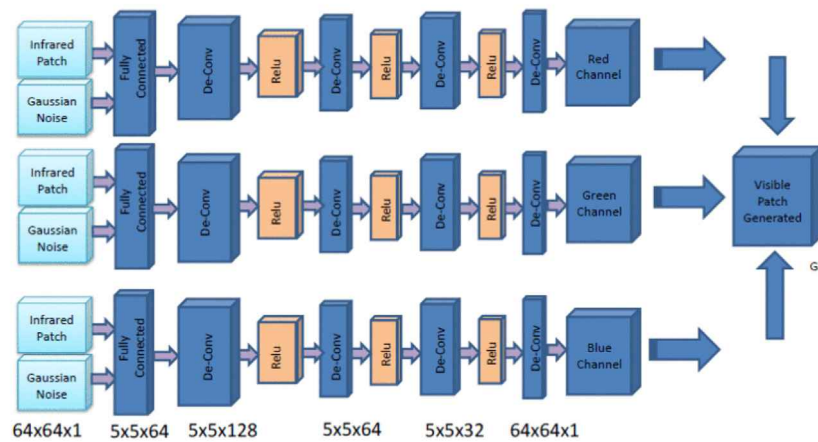 Infrared
Patch
Gaussian
Noise
Fully
Connected
De-Conv
Relu
De-Conv
Relu
De-Conv
Relu
De-Conv
Red
Channel
Infrared
Patch
Gaussian
Noise
Fully
Connected
De-Conv
Relu
De-Conv
Relu
De-Conv
Relu
De-Conv
Green
Channel
Visible
Patch
Generated
G
Infrared
Patch
Gaussian
Noise
Fully
Connected
De-Conv
Relu
De-Conv
Relu
De-Conv
Relu
De-Conv
Blue
Channel
64x64x1 5x5x64 5x5x128 5x5x64 5x5x32 64x64x1